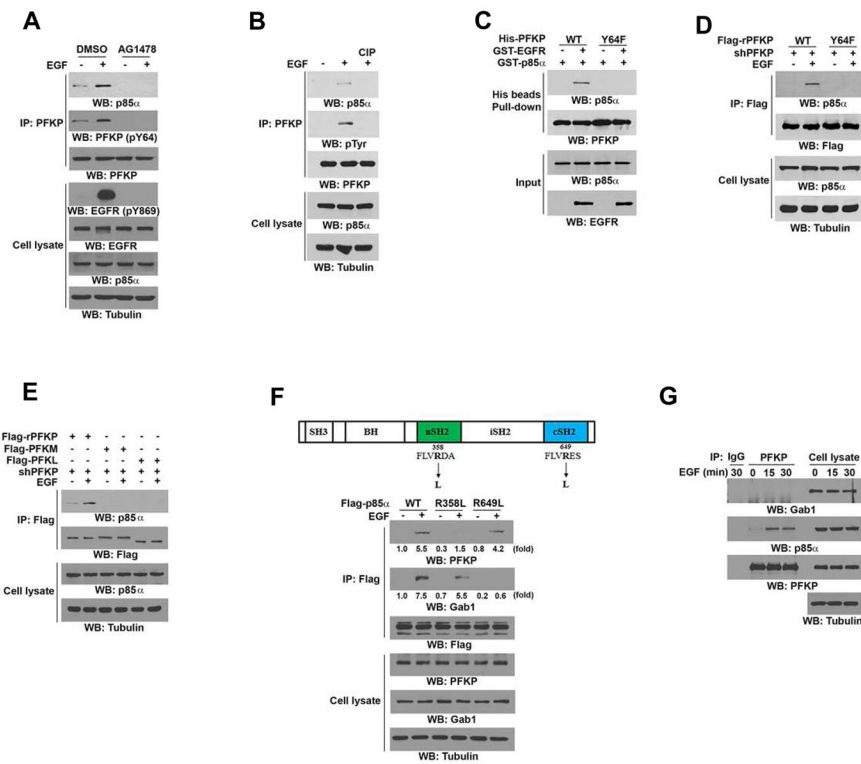 A
DMSO AG1478
EGF - + - +
WB: p85α
IP: PFKP
WB: PFKP (pY64)
WB: PFKP
WB: EGFR (pY869)
WB: EGFR
Cell lysate
WB: p85α
WB: Tubulin
B
CIP
EGF - + +
WB: p85α
IP: PFKP
WB: pTyr
WB: PFKP
Cell lysate
WB: p85α
WB: Tubulin
C
His-PFKP WT Y64F
GST-EGFR - + - +
GST-p85α + + + +
His beads
Pull-down
WB: p85α
WB: PFKP
Input
WB: p85α
WB: EGFR
D
Flag-rPFKP WT Y64F
shPFKP + + + +
EGF - + - +
IP: Flag
WB: p85α
WB: Flag
Cell lysate
WB: p85α
WB: Tubulin
E
Flag-rPFKP + + - - - -
Flag-PFKM - - + + - -
Flag-PFKL - - - - + +
shPFKP + + + + + +
EGF - + - + - +
IP: Flag
WB: p85α
WB: Flag
Cell lysate
WB: p85α
WB: Tubulin
F
SH3 BH nSH2 iSH2 cSH2
358 649
FLVRDA FLVRES
L L
Flag-p85α WT R358L R649L
EGF - + - + - +
1.0 5.5 0.3 1.5 0.8 4.2 (fold)
WB: PFKP
IP: Flag
1.0 7.5 0.7 5.5 0.2 0.6 (fold)
WB: Gab1
WB: Flag
WB: PFKP
Cell lysate
WB: Gab1
WB: Tubulin
G
IP: IgG PFKP Cell lysate
EGF (min) 30 0 15 30 0 15 30
WB: Gab1
WB: p85α
WB: PFKP
WB: Tubulin